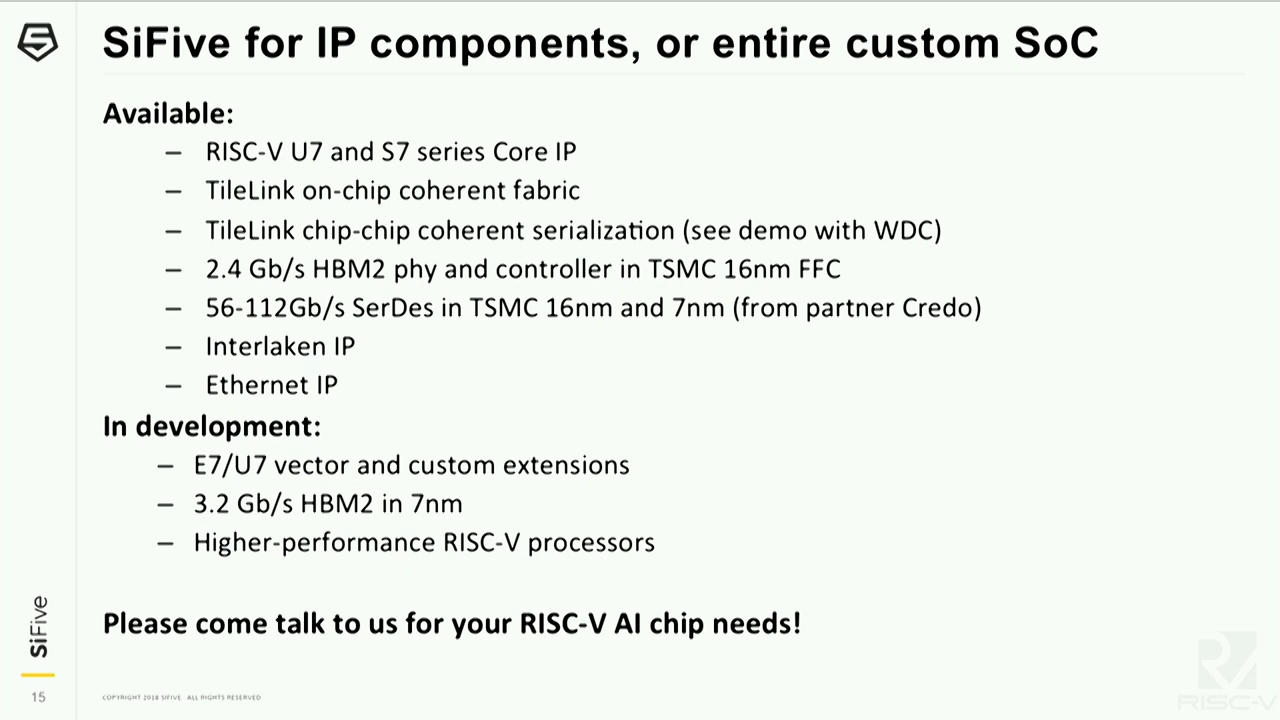 SiFive for IP components, or entire custom SoC
Available:
– RISC-V U7 and S7 series Core IP
– TileLink on-chip coherent fabric
– TileLink chip-chip coherent serialization (see demo with WDC)
– 2.4 Gb/s HBM2 phy and controller in TSMC 16nm FFC
– 56-112Gb/s SerDes in TSMC 16nm and 7nm (from partner Credo)
– Interlaken IP
– Ethernet IP
In development:
– E7/U7 vector and custom extensions
– 3.2 Gb/s HBM2 in 7nm
– Higher-performance RISC-V processors
Please come talk to us for your RISC-V AI chip needs!
SiFive
15
COPYRIGHT 2018 SIFIVE. ALL RIGHTS RESERVED
RISC-V